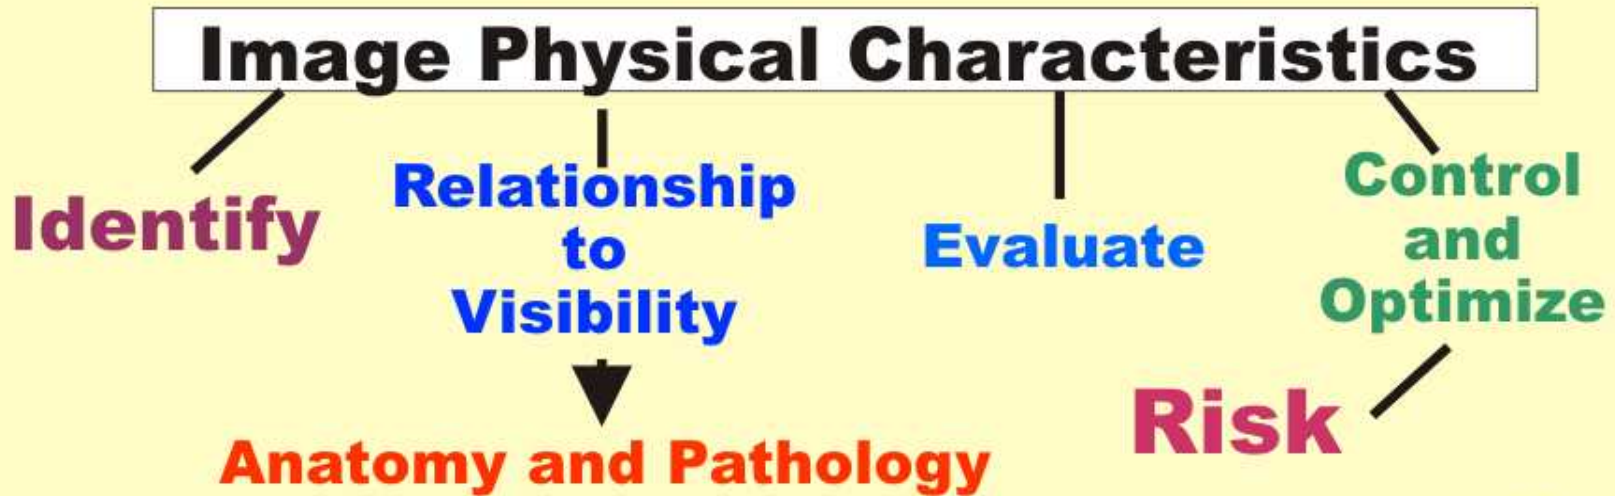 Image Physical Characteristics
Identify
Relationship
to
Visibility
Anatomy and Pathology
Evaluate
Control
and
Optimize
Risk